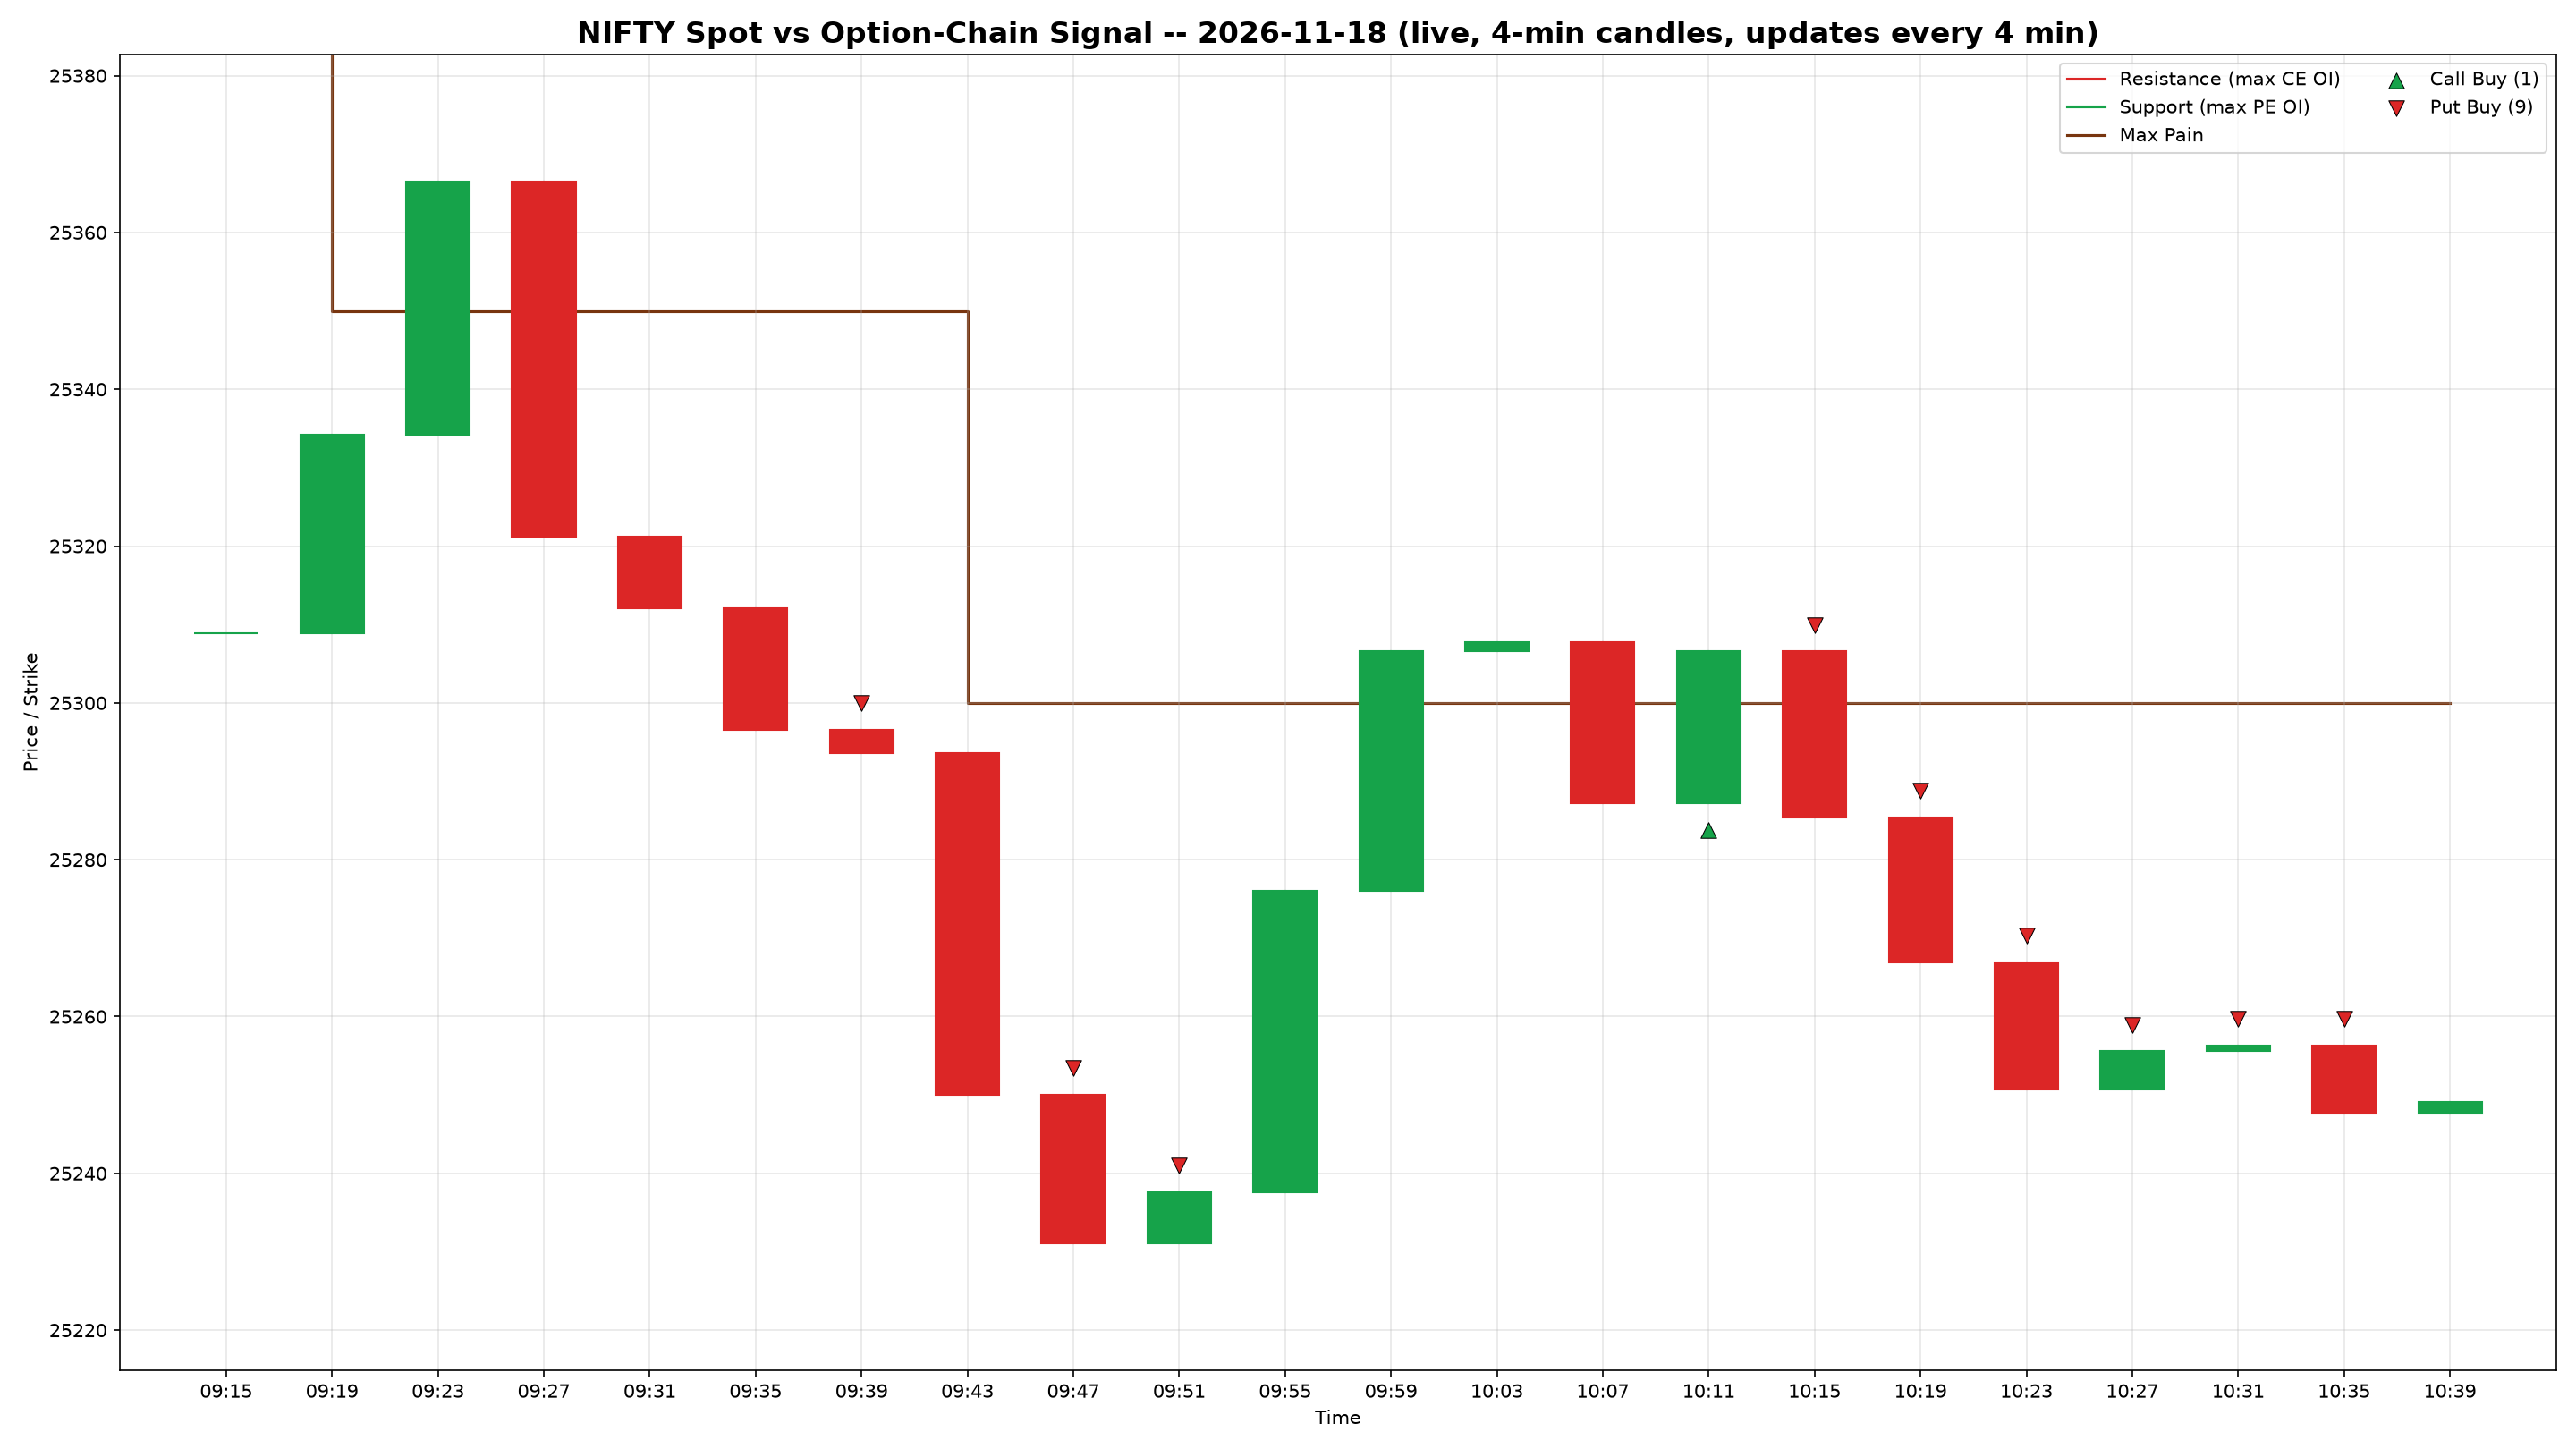 NIFTY Spot vs Option-Chain Signal -- 2026-11-18 (live, 4-min candles, updates every 4 min)
Resistance (max CE OI)
Support (max PE OI)
Max Pain
Call Buy (1)
Put Buy (9)
Price / Strike
25380
25360
25340
25320
25300
25280
25260
25240
25220
09:15 09:19 09:23 09:27 09:31 09:35 09:39 09:43 09:47 09:51 09:55 09:59 10:03 10:07 10:11 10:15 10:19 10:23 10:27 10:31 10:35 10:39
Time